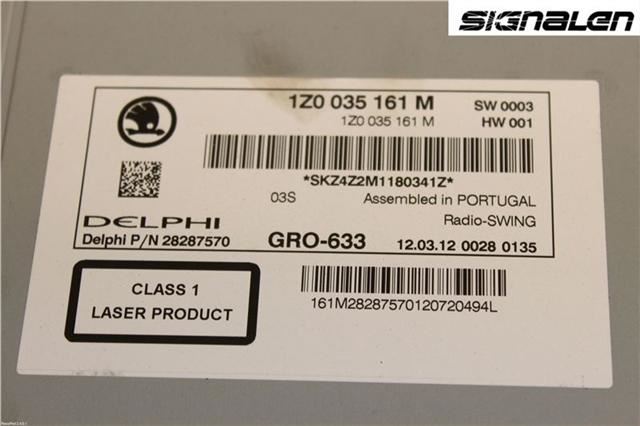 SIGNALEN
1Z0 035 161 M SW 0003
1Z0 035 161 M HW 001
*SKZ4Z2M1180341Z*
03S Assembled in PORTUGAL
DELPHI Radio-SWING
Delphi P/N 28287570 GRO-633 12.03.12 0028 0135
CLASS 1
LASER PRODUCT
161M28287570120720494L